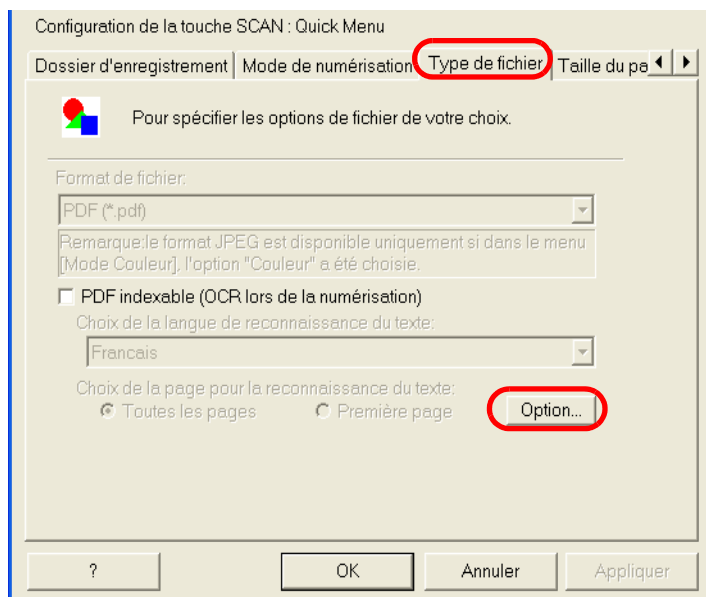 Configuration de la touche SCAN : Quick Menu
Dossier d'enregistrement Mode de numérisation Type de fichier Taille du pa
Pour spécifier les options de fichier de votre choix.
Format de fichier:
PDF (*.pdf)
Remarque:le format JPEG est disponible uniquement si dans le menu
[Mode Couleur], l'option "Couleur" a été choisie.
PDF indexable (OCR lors de la numérisation)
Choix de la langue de reconnaissance du texte:
Francais
Choix de la page pour la reconnaissance du texte:
Toutes les pages Première page Option...
? OK Annuler Appliquer